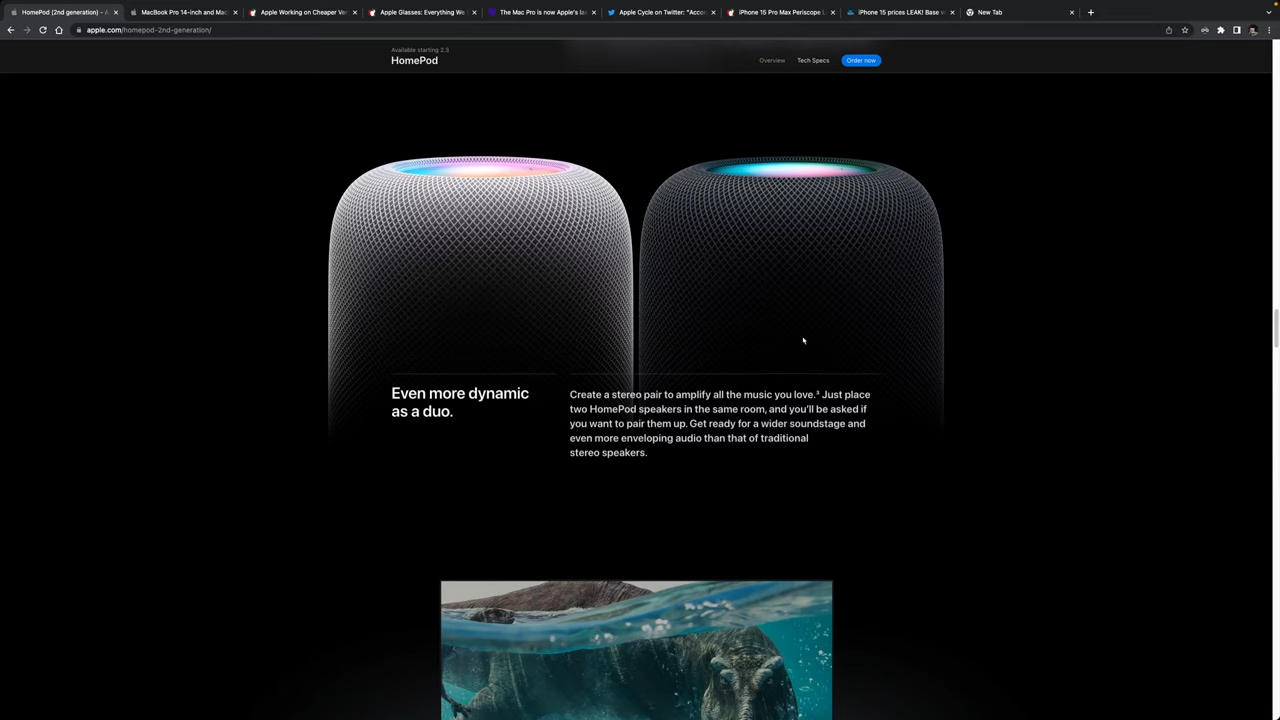 HomePod (2nd generation) - A
MacBook Pro 14-inch and Mac
Apple Working on Cheaper Ver
Apple Glasses: Everything We
The Mac Pro is now Apple's la
Apple Cycle on Twitter: "Acco
iPhone 15 Pro Max Periscope L
iPhone 15 prices LEAK! Base v
New Tab
apple.com/homepod-2nd-generation/
Available starting 2.3
HomePod
Overview
Tech Specs
Order now
Even more dynamic
as a duo.
Create a stereo pair to amplify all the music you love.³ Just place
two HomePod speakers in the same room, and you'll be asked if
you want to pair them up. Get ready for a wider soundstage and
even more enveloping audio than that of traditional
stereo speakers.